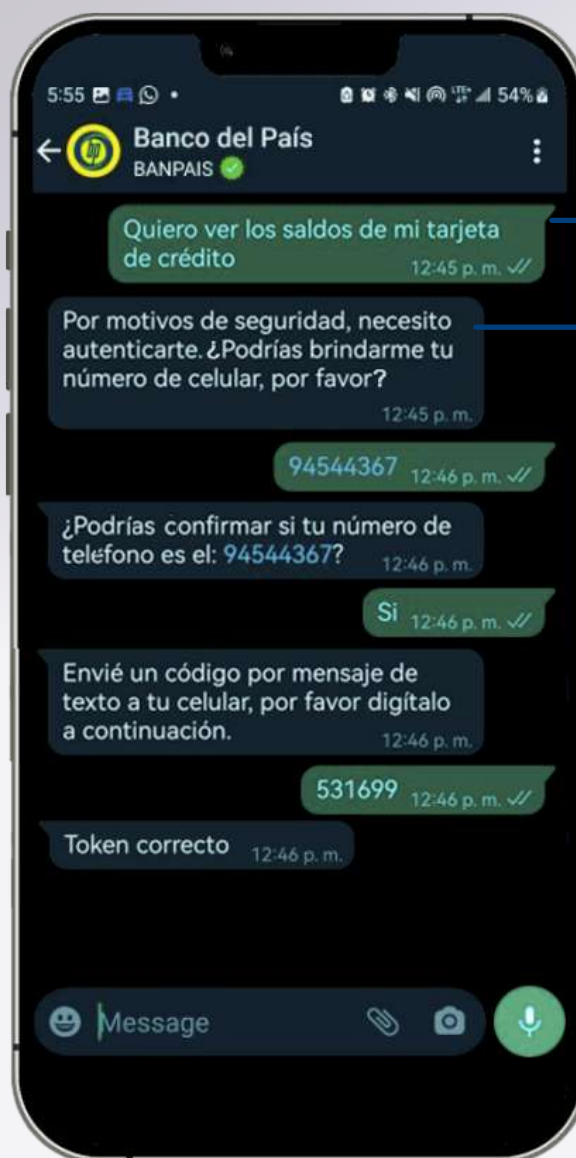 5:55
54%
Banco del País
BANPAIS
Quiero ver los saldos de mi tarjeta
de crédito
12:45 p. m.
Por motivos de seguridad, necesito
autenticarte. ¿Podrías brindarme tu
número de celular, por favor?
12:45 p. m.
94544367 12:46 p. m.
¿Podrías confirmar si tu número de
teléfono es el: 94544367? 12:46 p. m.
Si 12:46 p. m.
Envié un código por mensaje de
texto a tu celular, por favor digítalo
a continuación. 12:46 p. m.
531699 12:46 p. m.
Token correcto 12:46 p. m.
Message